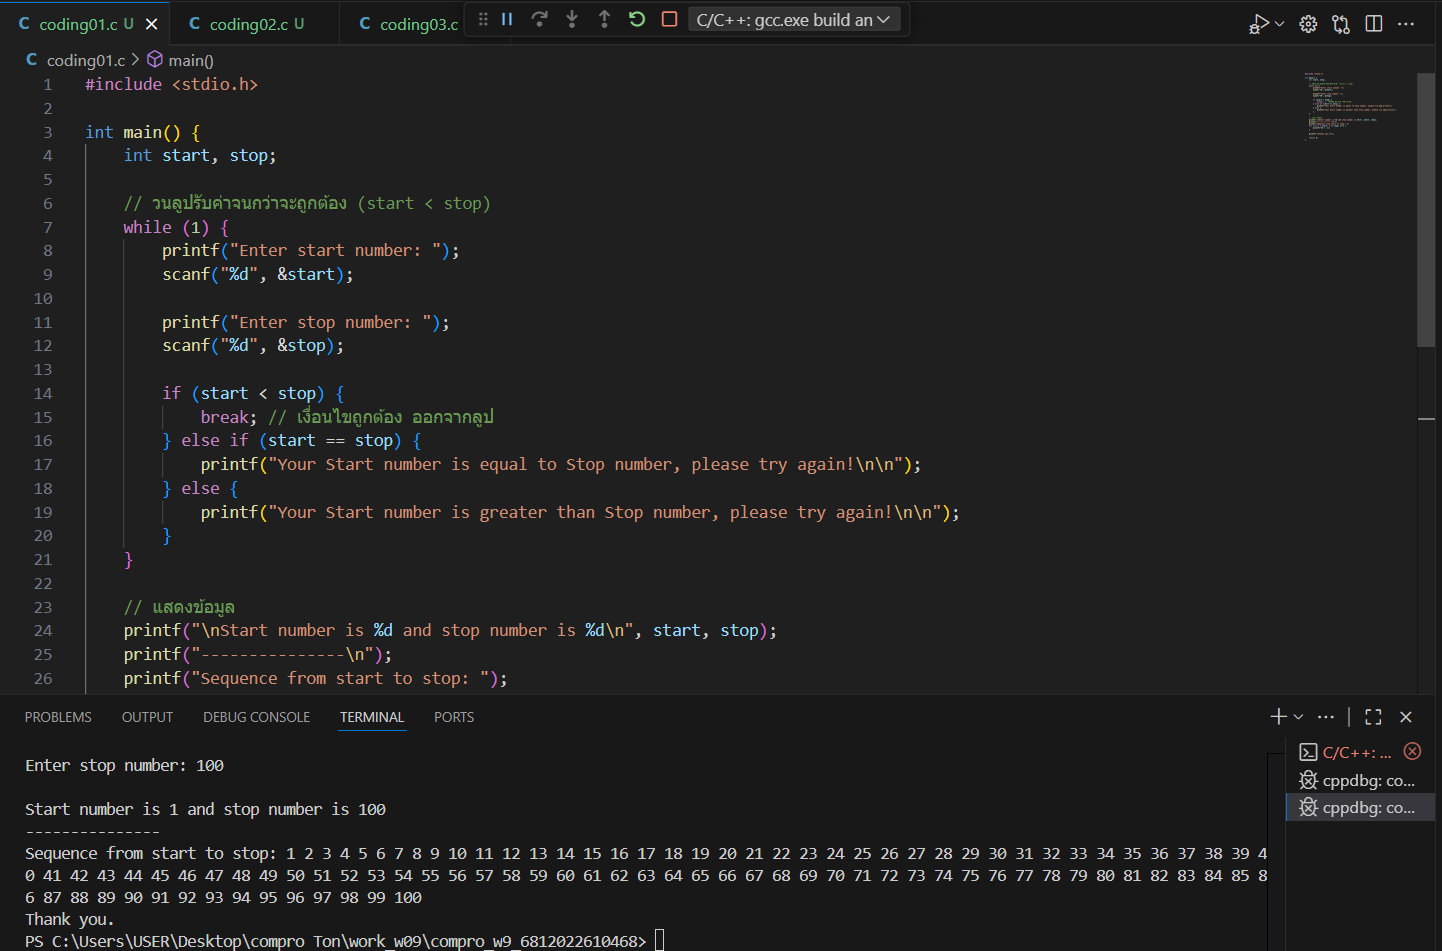 coding01.c U
coding02.c U
coding03.c
C/C++: gcc.exe build an
coding01.c > main()
1 #include <stdio.h>
2
3 int main() {
4 int start, stop;
5
6 // วนลูปรับค่าจนกว่าจะถูกต้อง (start < stop)
7 while (1) {
8 printf("Enter start number: ");
9 scanf("%d", &start);
10
11 printf("Enter stop number: ");
12 scanf("%d", &stop);
13
14 if (start < stop) {
15 break; // เงื่อนไขถูกต้อง ออกจากลูป
16 } else if (start == stop) {
17 printf("Your Start number is equal to Stop number, please try again!\n\n");
18 } else {
19 printf("Your Start number is greater than Stop number, please try again!\n\n");
20 }
21 }
22
23 // แสดงข้อมูล
24 printf("\nStart number is %d and stop number is %d\n", start, stop);
25 printf("---------------\n");
26 printf("Sequence from start to stop: ");
PROBLEMS OUTPUT DEBUG CONSOLE TERMINAL PORTS
Enter stop number: 100
Start number is 1 and stop number is 100
---------------
Sequence from start to stop: 1 2 3 4 5 6 7 8 9 10 11 12 13 14 15 16 17 18 19 20 21 22 23 24 25 26 27 28 29 30 31 32 33 34 35 36 37 38 39 4
0 41 42 43 44 45 46 47 48 49 50 51 52 53 54 55 56 57 58 59 60 61 62 63 64 65 66 67 68 69 70 71 72 73 74 75 76 77 78 79 80 81 82 83 84 85 8
6 87 88 89 90 91 92 93 94 95 96 97 98 99 100
Thank you.
PS C:\Users\USER\Desktop\compro Ton\work_w09\compro_w9_6812022610468>
C/C++: ...
cppdbg: co...
cppdbg: co...